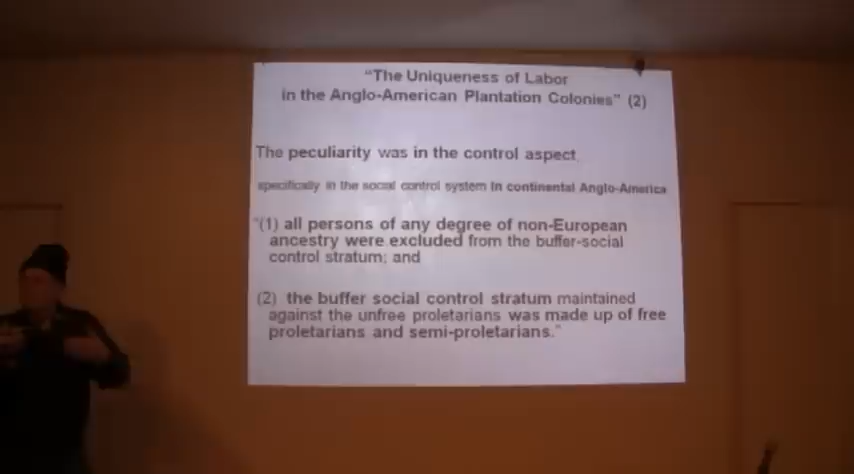 “The Uniqueness of Labor
in the Anglo-American Plantation Colonies” (2)
The peculiarity was in the control aspect,
specifically in the social control system in continental Anglo-America
“(1) all persons of any degree of non-European
ancestry were excluded from the buffer-social
control stratum; and
(2) the buffer social control stratum maintained
against the unfree proletarians was made up of free
proletarians and semi-proletarians.”